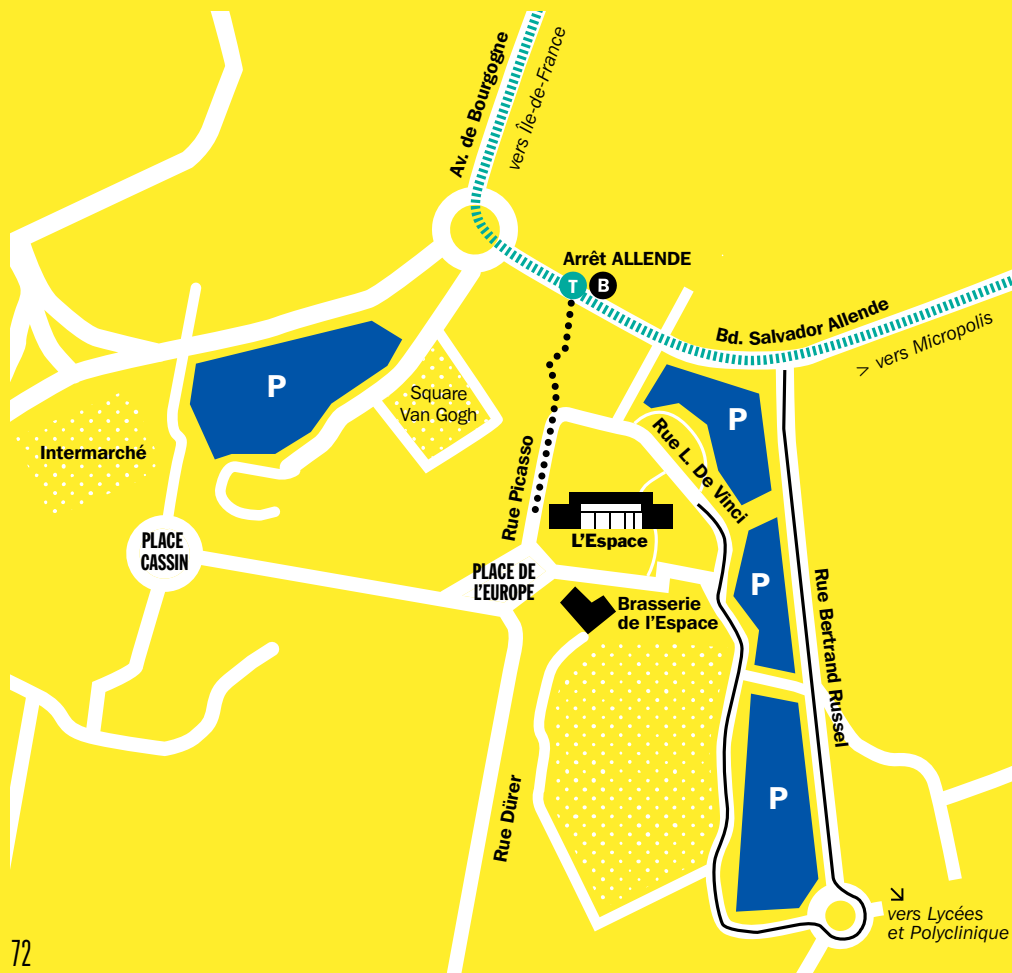 Av. de Bourgogne
vers Île-de-France
Arrêt ALLENDE
T
B
Bd. Salvador Allende
> vers Micropolis
P
Square
Van Gogh
P
Intermarché
Rue Picasso
Rue L. De Vinci
L'Espace
PLACE
CASSIN
PLACE DE
L'EUROPE
P
Brasserie
de l'Espace
Rue Bertrand Russel
Rue Dürer
P
vers Lycées
et Polyclinique
72